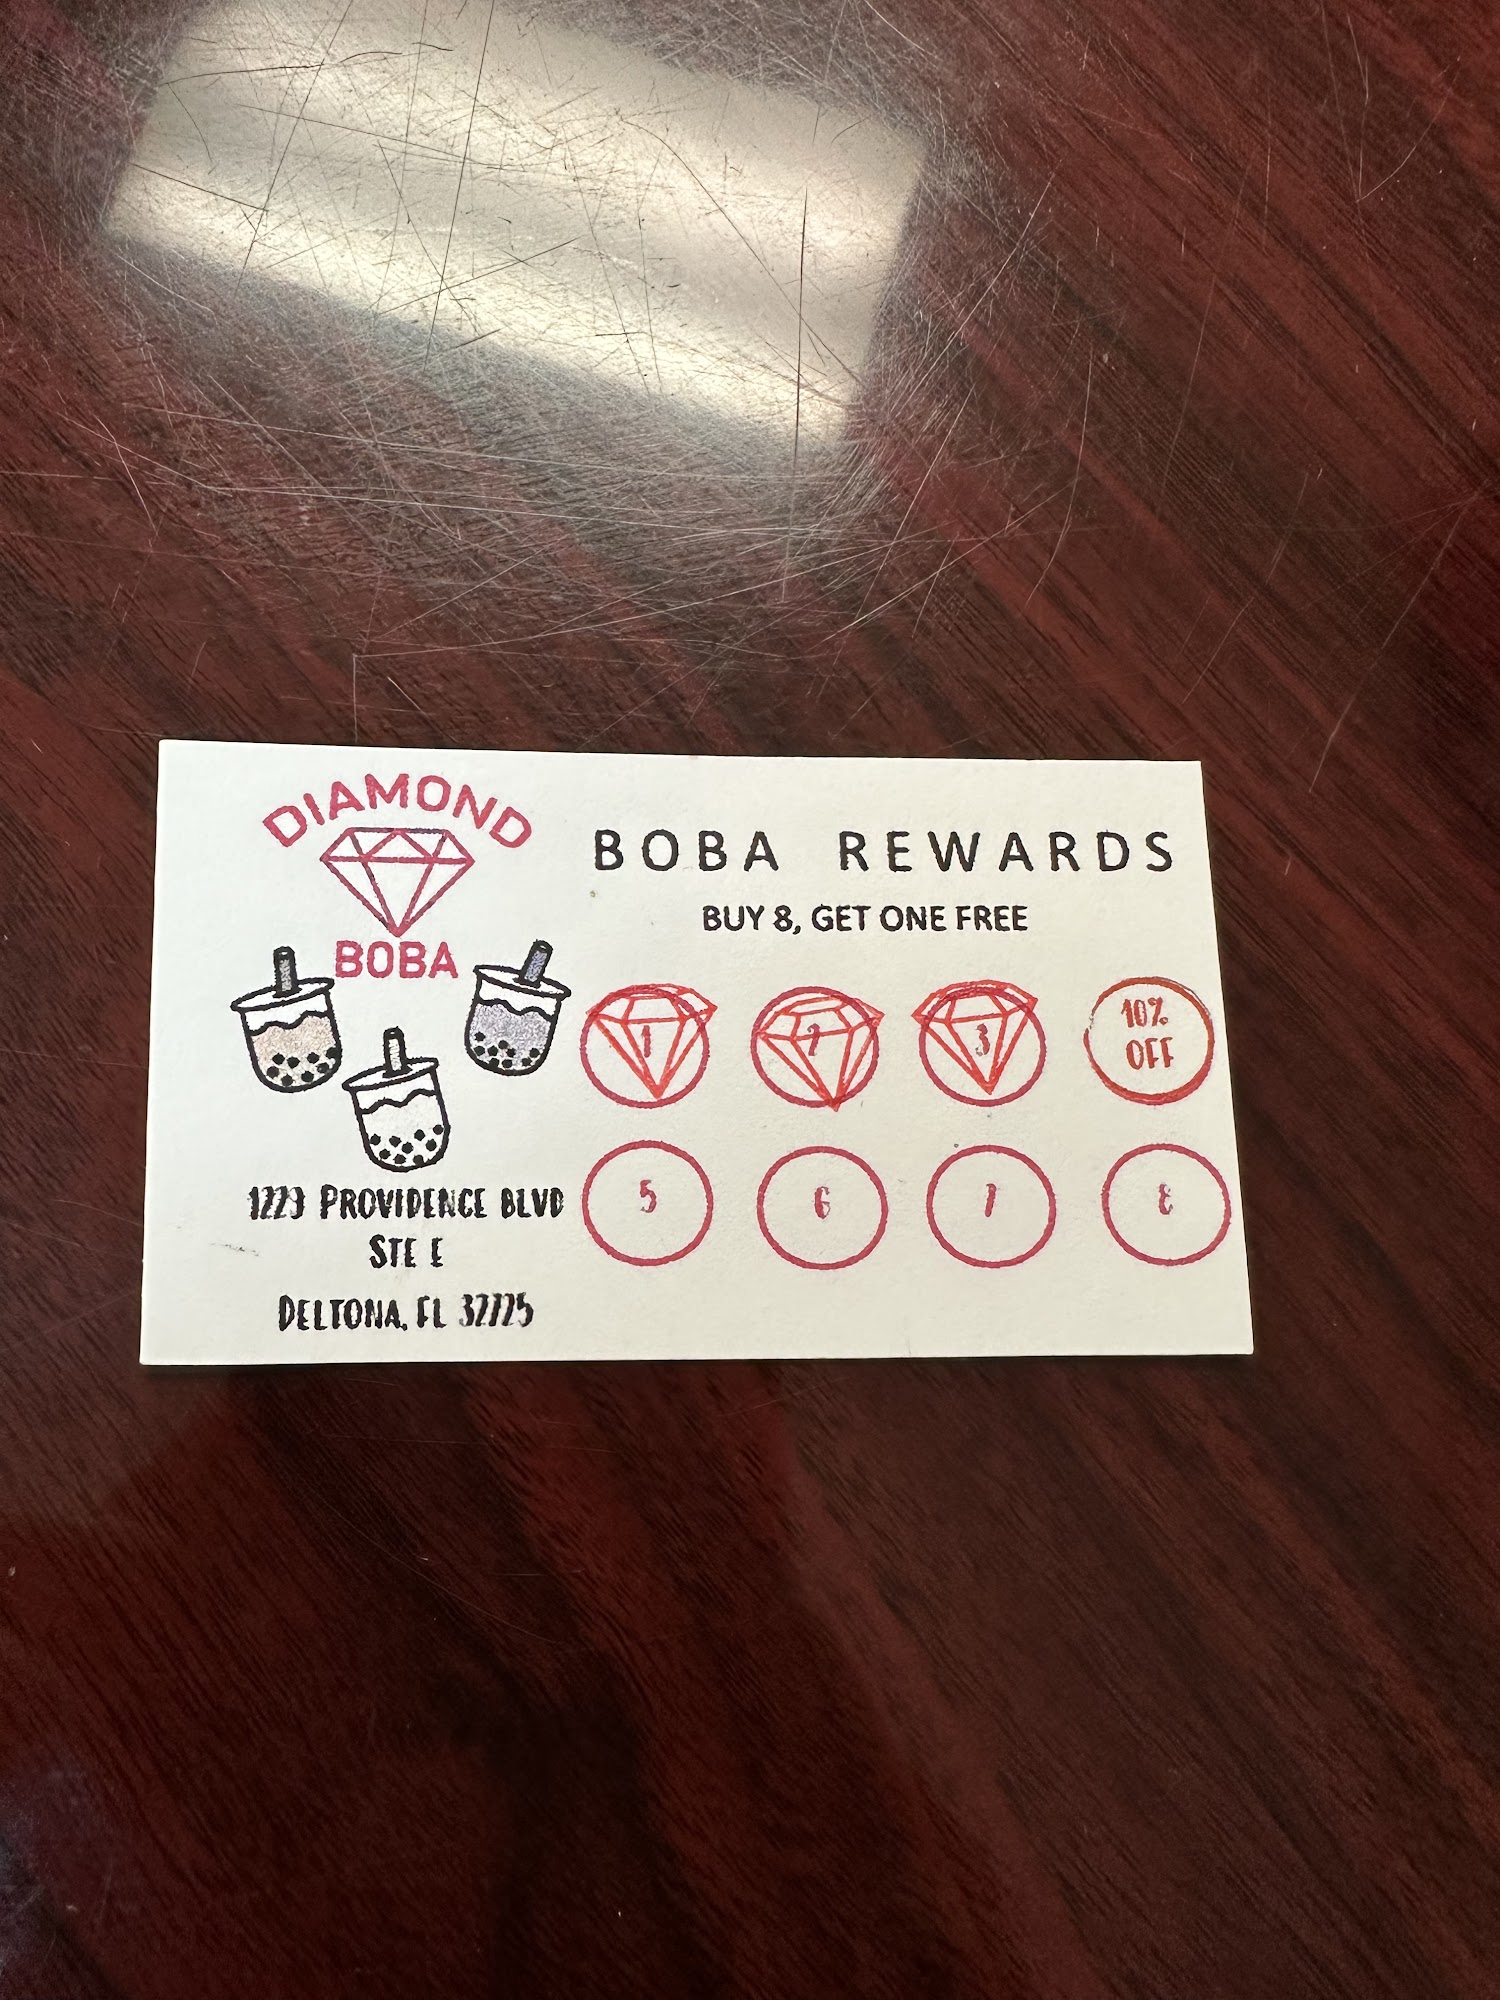 DIAMOND
BOBA
1229 PROVIDENCE BLVD
STE E
DELTONA, FL 32725
BOBA REWARDS
BUY 8, GET ONE FREE
1 2 3 10% OFF
5 6 7 8